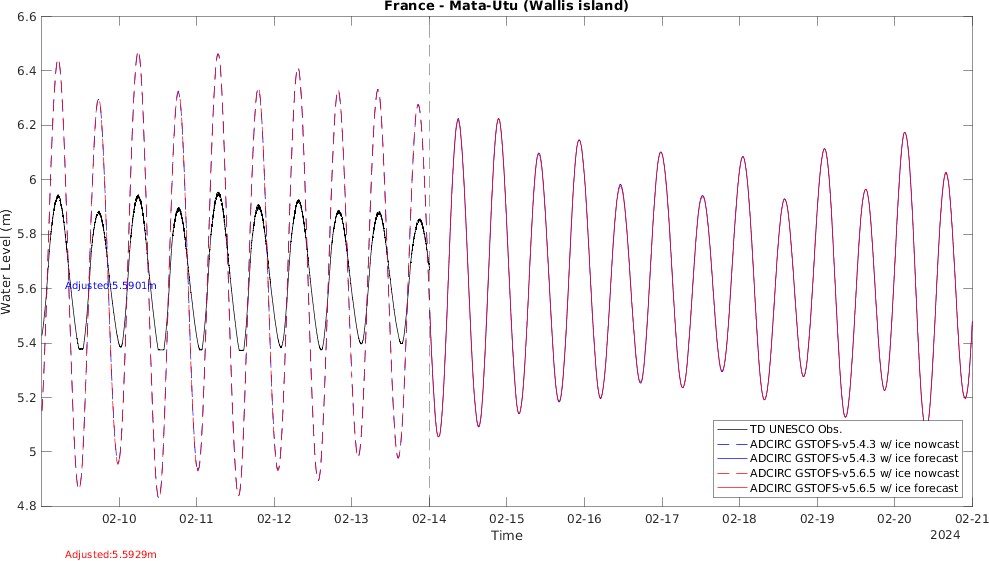 France - Mata-Utu (Wallis island)
6.6
6.4
6.2
6
5.8
5.6
5.4
5.2
5
4.8
Water Level (m)
Adjusted:5.5901m
TD UNESCO Obs.
ADCIRC GSTOFS-v5.4.3 w/ ice nowcast
ADCIRC GSTOFS-v5.4.3 w/ ice forecast
ADCIRC GSTOFS-v5.6.5 w/ ice nowcast
ADCIRC GSTOFS-v5.6.5 w/ ice forecast
02-10 02-11 02-12 02-13 02-14 02-15 02-16 02-17 02-18 02-19 02-20 02-21
Time
2024
Adjusted:5.5929m